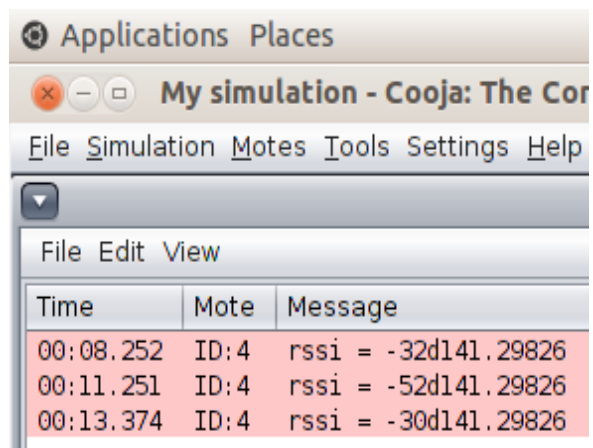 Applications Places
My simulation - Cooja: The Cor
File Simulation Motes Tools Settings Help
File Edit View
Time Mote Message
00:08.252 ID:4 rssi = -32d141.29826
00:11.251 ID:4 rssi = -52d141.29826
00:13.374 ID:4 rssi = -30d141.29826